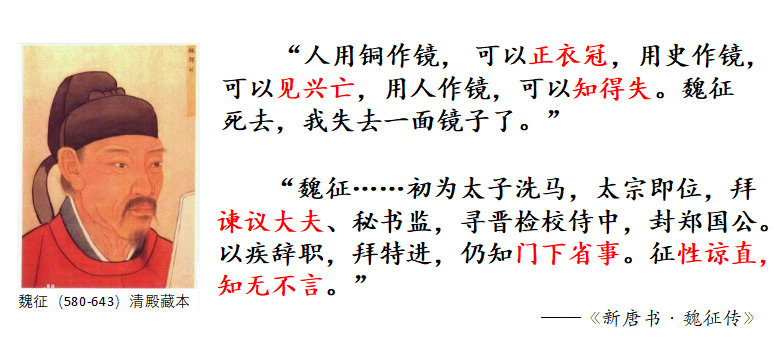 “人用铜作镜， 可以正衣冠，用史作镜，
可以见兴亡，用人作镜，可以知得失。魏征
死去，我失去一面镜子了。”
“魏征……初为太子洗马，太宗即位，拜
谏议大夫、秘书监，寻晋检校侍中，封郑国公。
以疾辞职，拜特进，仍知门下省事。征性谅直，
知无不言。”
魏征（580-643）清殿藏本
——《新唐书·魏征传》